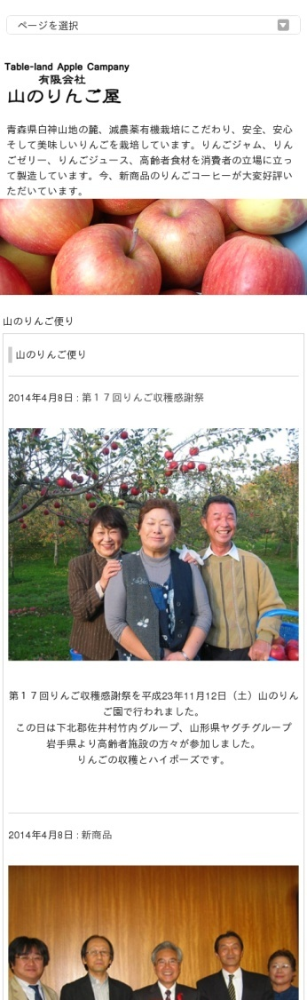 ページを選択
Table-land Apple Campany
有限会社
山のりんご屋
青森県白神山地の麓、減農薬有機栽培にこだわり、安全、安心
そして美味しいりんごを栽培しています。りんごジャム、りん
ごゼリー、りんごジュース、高齢者食材を消費者の立場に立っ
て製造しています。今、新商品のりんごコーヒーが大変好評い
ただいています。
山のりんご便り
山のりんご便り
2014年4月8日 : 第１７回りんご収穫感謝祭
第１７回りんご収穫感謝祭を平成23年11月12日（土）山のりん
ご園で行われました。
この日は下北郡佐井村竹内グループ、山形県ヤグチグループ
岩手県より高齢者施設の方々が参加しました。
りんごの収穫とハイポーズです。
2014年4月8日 : 新商品